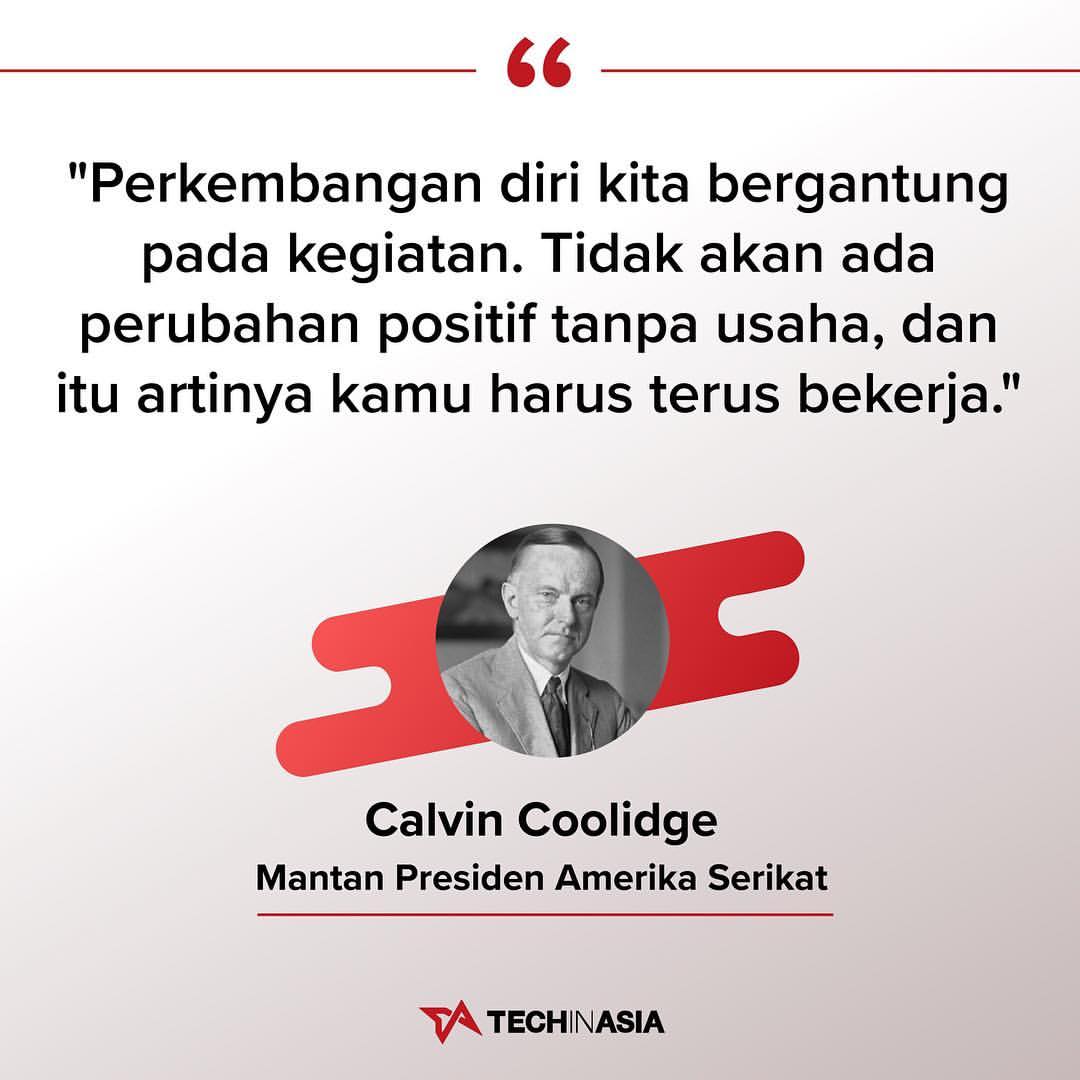 "Perkembangan diri kita bergantung
pada kegiatan. Tidak akan ada
perubahan positif tanpa usaha, dan
itu artinya kamu harus terus bekerja."
Calvin Coolidge
Mantan Presiden Amerika Serikat
TECHINASIA